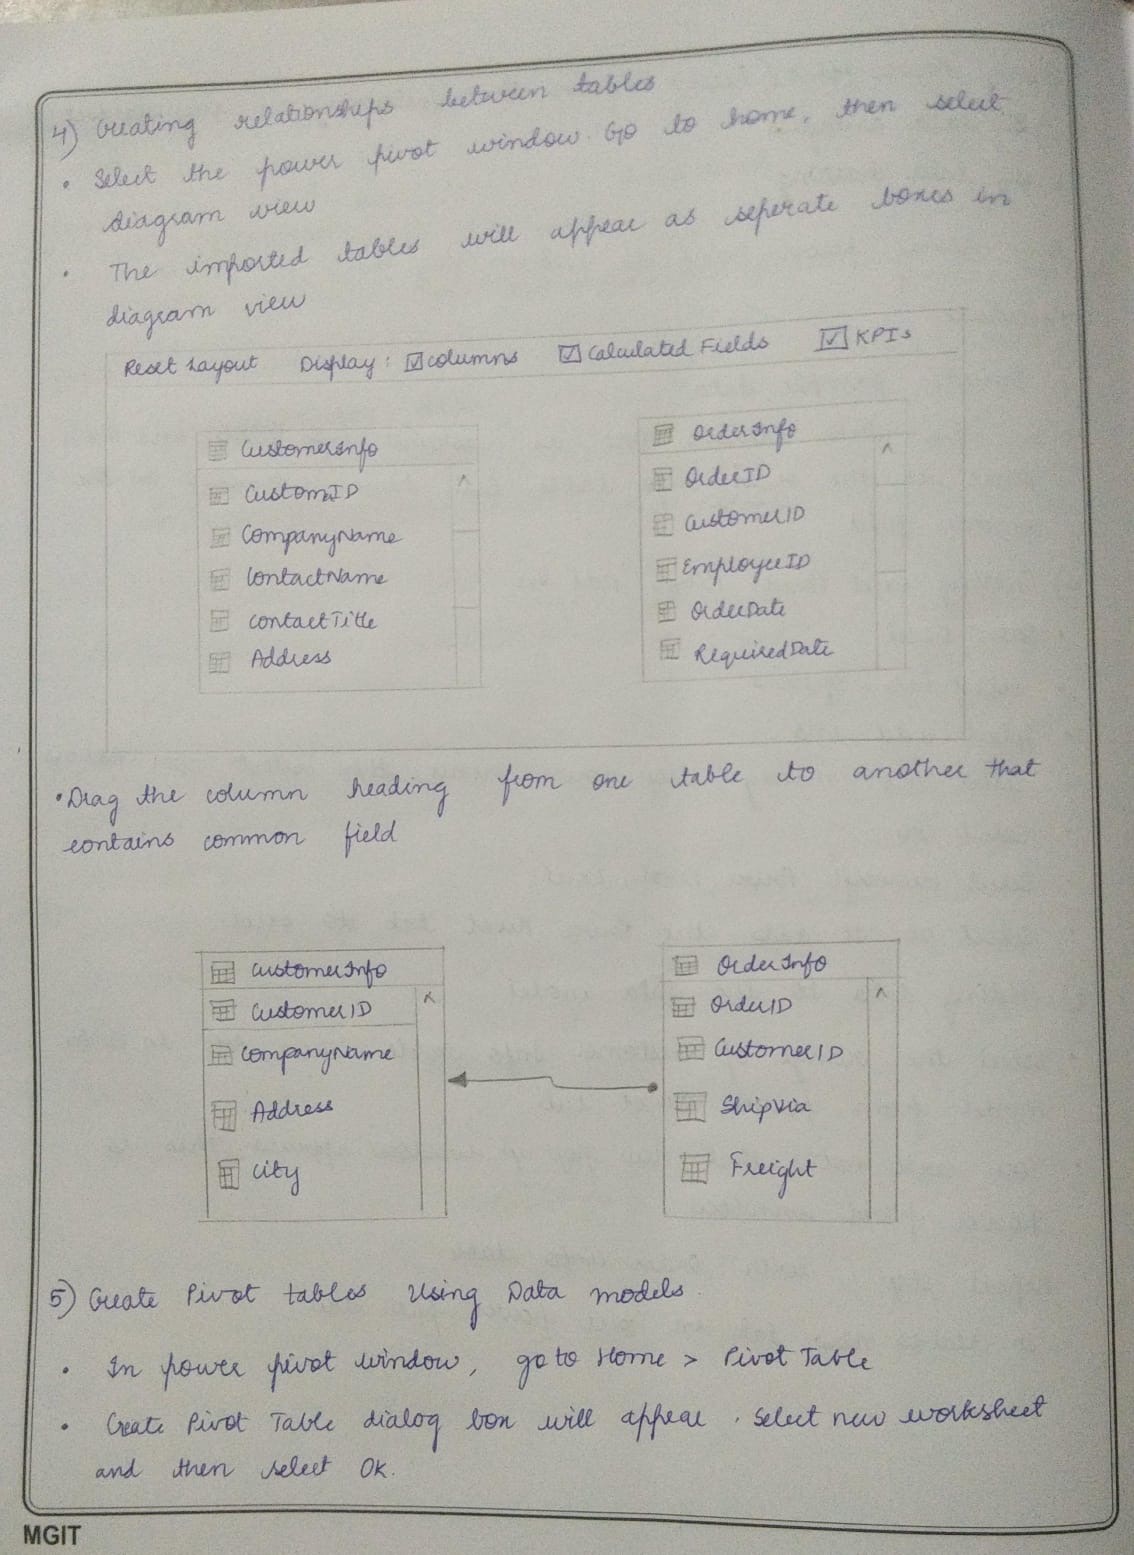 4) Creating relationships between tables
• Select the power pivot window. Go to home, then select
diagram view
• The imported tables will appear as seperate boxes in
diagram view
Reset Layout Display : ☑ columns ☑ Calculated Fields ☑ KPIs
CustomerInfo
CustomID
CompanyName
ContactName
contactTitle
Address
OrderInfo
OrderID
CustomerID
EmployeeID
OrderDate
RequiredDate
• Drag the column heading from one table to another that
contains common field
CustomerInfo
CustomerID
CompanyName
Address
City
OrderInfo
OrderID
CustomerID
ShipVia
Freight
5) Create Pivot tables Using Data models.
• In power pivot window, go to Home > Pivot Table
• Create Pivot Table dialog box will appear. Select new worksheet
and then select OK.
MGIT